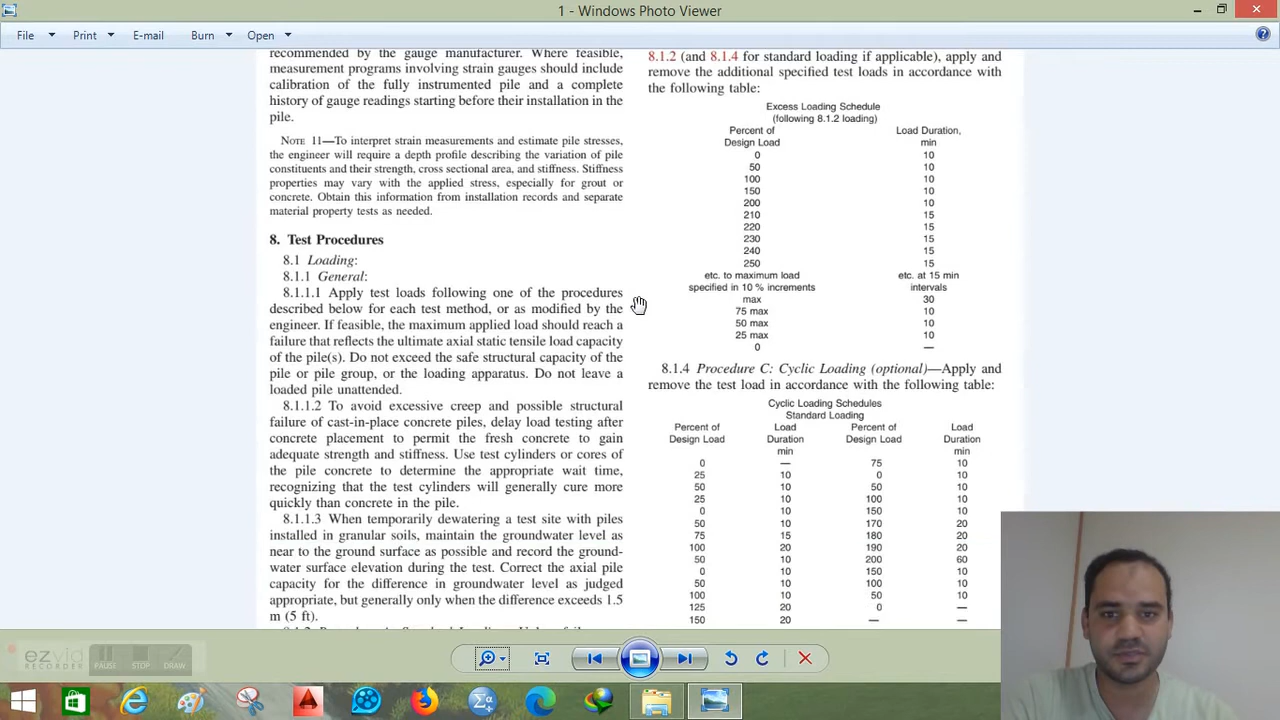 1 - Windows Photo Viewer
File Print E-mail Burn Open
recommended by the gauge manufacturer. Where feasible,
measurement programs involving strain gauges should include
calibration of the fully instrumented pile and a complete
history of gauge readings starting before their installation in the
pile.
NOTE 11—To interpret strain measurements and estimate pile stresses,
the engineer will require a depth profile describing the variation of pile
constituents and their strength, cross sectional area, and stiffness. Stiffness
properties may vary with the applied stress, especially for grout or
concrete. Obtain this information from installation records and separate
material property tests as needed.
8. Test Procedures
8.1 Loading:
8.1.1 General:
8.1.1.1 Apply test loads following one of the procedures
described below for each test method, or as modified by the
engineer. If feasible, the maximum applied load should reach a
failure that reflects the ultimate axial static tensile load capacity
of the pile(s). Do not exceed the safe structural capacity of the
pile or pile group, or the loading apparatus. Do not leave a
loaded pile unattended.
8.1.1.2 To avoid excessive creep and possible structural
failure of cast-in-place concrete piles, delay load testing after
concrete placement to permit the fresh concrete to gain
adequate strength and stiffness. Use test cylinders or cores of
the pile concrete to determine the appropriate wait time,
recognizing that the test cylinders will generally cure more
quickly than concrete in the pile.
8.1.1.3 When temporarily dewatering a test site with piles
installed in granular soils, maintain the groundwater level as
near to the ground surface as possible and record the ground-
water surface elevation during the test. Correct the axial pile
capacity for the difference in groundwater level as judged
appropriate, but generally only when the difference exceeds 1.5
m (5 ft).
8.1.2 (and 8.1.4 for standard loading if applicable), apply and
remove the additional specified test loads in accordance with
the following table:
Excess Loading Schedule
(following 8.1.2 loading)
Percent of Load Duration,
Design Load min
0 10
50 10
100 10
150 10
200 10
210 15
220 15
230 15
240 15
250 15
etc. to maximum load etc. at 15 min
specified in 10 % increments intervals
max 30
75 max 10
50 max 10
25 max 10
0 —
8.1.4 Procedure C: Cyclic Loading (optional)—Apply and
remove the test load in accordance with the following table:
Cyclic Loading Schedules
Standard Loading
Percent of Load Percent of Load
Design Load Duration Design Load Duration
min min
0 — 75 10
25 10 0 10
50 10 50 10
25 10 100 10
0 10 150 10
50 10 170 20
75 15 180 20
100 20 190 20
50 10 200 60
0 10 150 10
50 10 100 10
100 10 50 10
125 20 0 —
150 20 — —
ezvid
RECORDER
PAUSE STOP DRAW